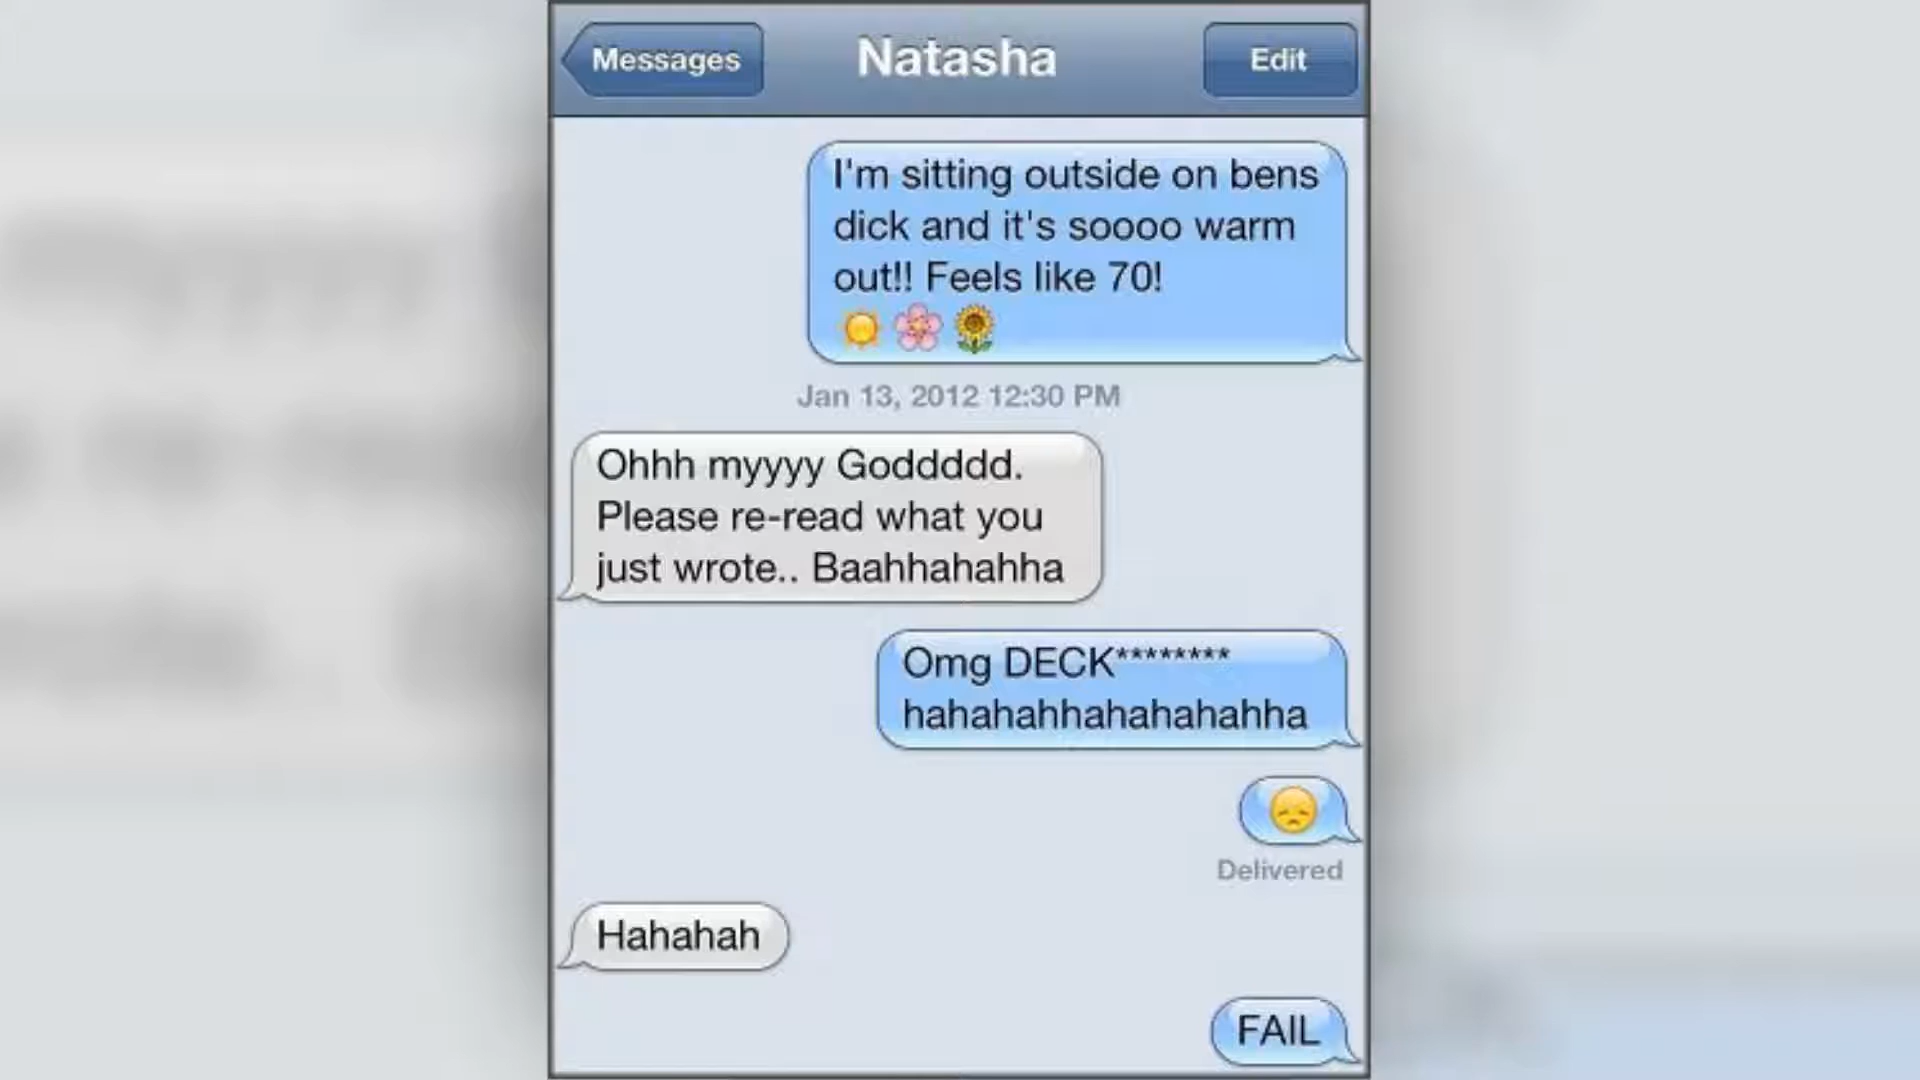 Messages
Natasha
Edit
I'm sitting outside on bens
dick and it's soooo warm
out!! Feels like 70!
Jan 13, 2012 12:30 PM
Ohhh myyyy Goddddd.
Please re-read what you
just wrote.. Baahhahahha
Omg DECK********
hahahahhahahahahha
Delivered
Hahahah
FAIL